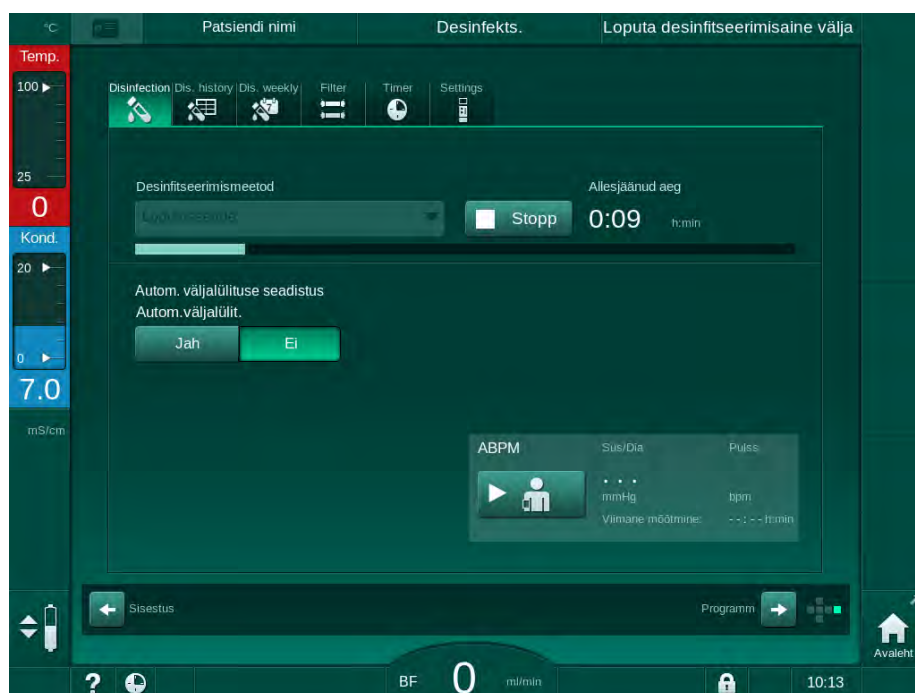 °C Patsiendi nimi Desinfekts. Loputa desinfitseerimisaine välja
Temp.
100
25
0
Kond.
20
0
7.0
mS/cm
Disinfection Dis. history Dis. weekly Filter Timer Settings
Desinfitseerimismeetod Allesjäänud aeg
Stopp 0:09 h:min
Autom. väljalülituse seadistus
Autom.väljalülit.
Jah Ei
ABPM Süs/Dia Pulss
. . .
mmHg bpm
Viimane mõõtmine: --:-- h:min
Sisestus Programm
Avaleht
? BF 0 ml/min 10:13